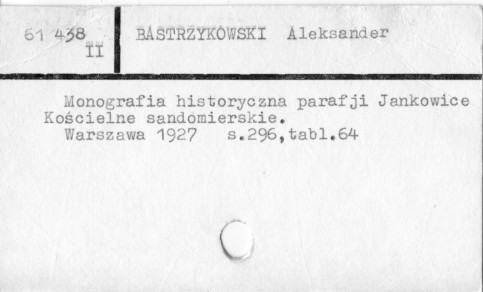 61 438 BASTRZYKOWSKI Aleksander
II
Monografia historyczna parafji Jankowice
Kościelne sandomierskie.
Warszawa 1927 s.296,tabl.64